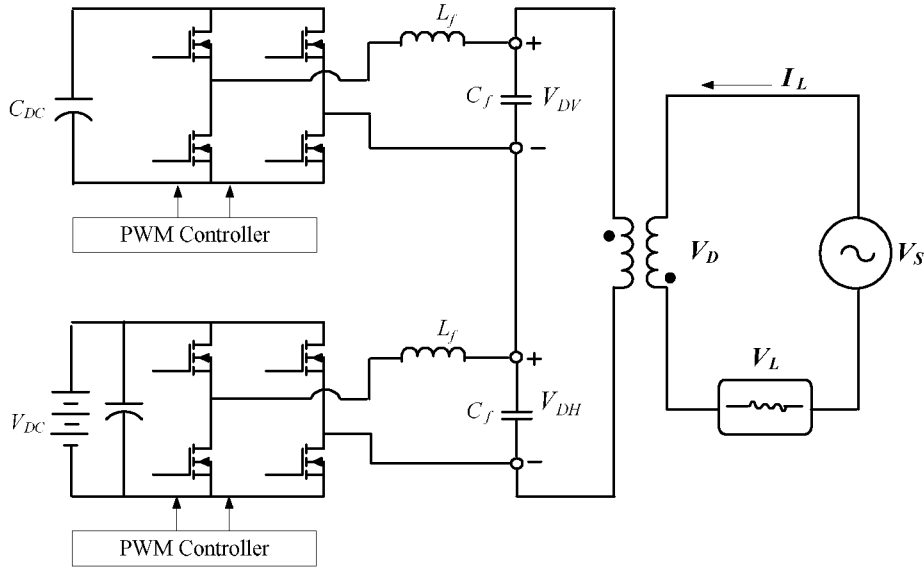 L_f
I_L
C_DC
C_f
V_DV
+
−
PWM Controller
V_D
V_S
L_f
V_L
V_DC
C_f
V_DH
+
−
PWM Controller